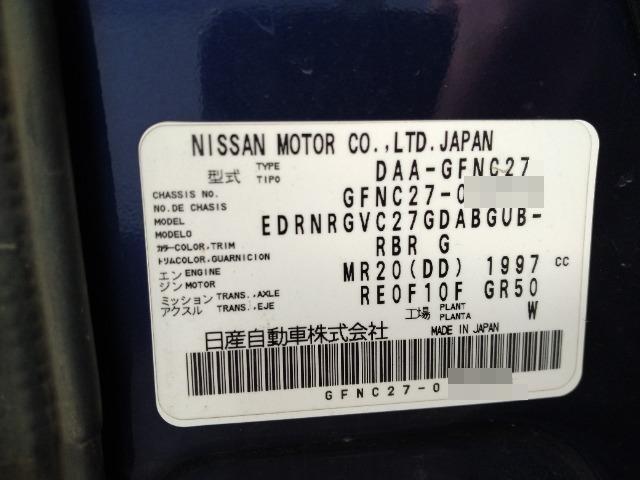 NISSAN MOTOR CO.,LTD.JAPAN
型式 TYPE TIPO DAA-GFNC27
CHASSIS NO. NO.DE CHASIS GFNC27-0
MODEL MODELO EDRNRGVC27GDABGUB-
カラー COLOR,TRIM トリムCOLOR,GUARNICION RBR G
エンジン ENGINE MOTOR MR20(DD) 1997 cc
ミッション TRANS.,AXLE アクスル TRANS.,EJE RE0F10F GR50
工場 PLANT PLANTA W
日産自動車株式会社 MADE IN JAPAN
GFNC27-0